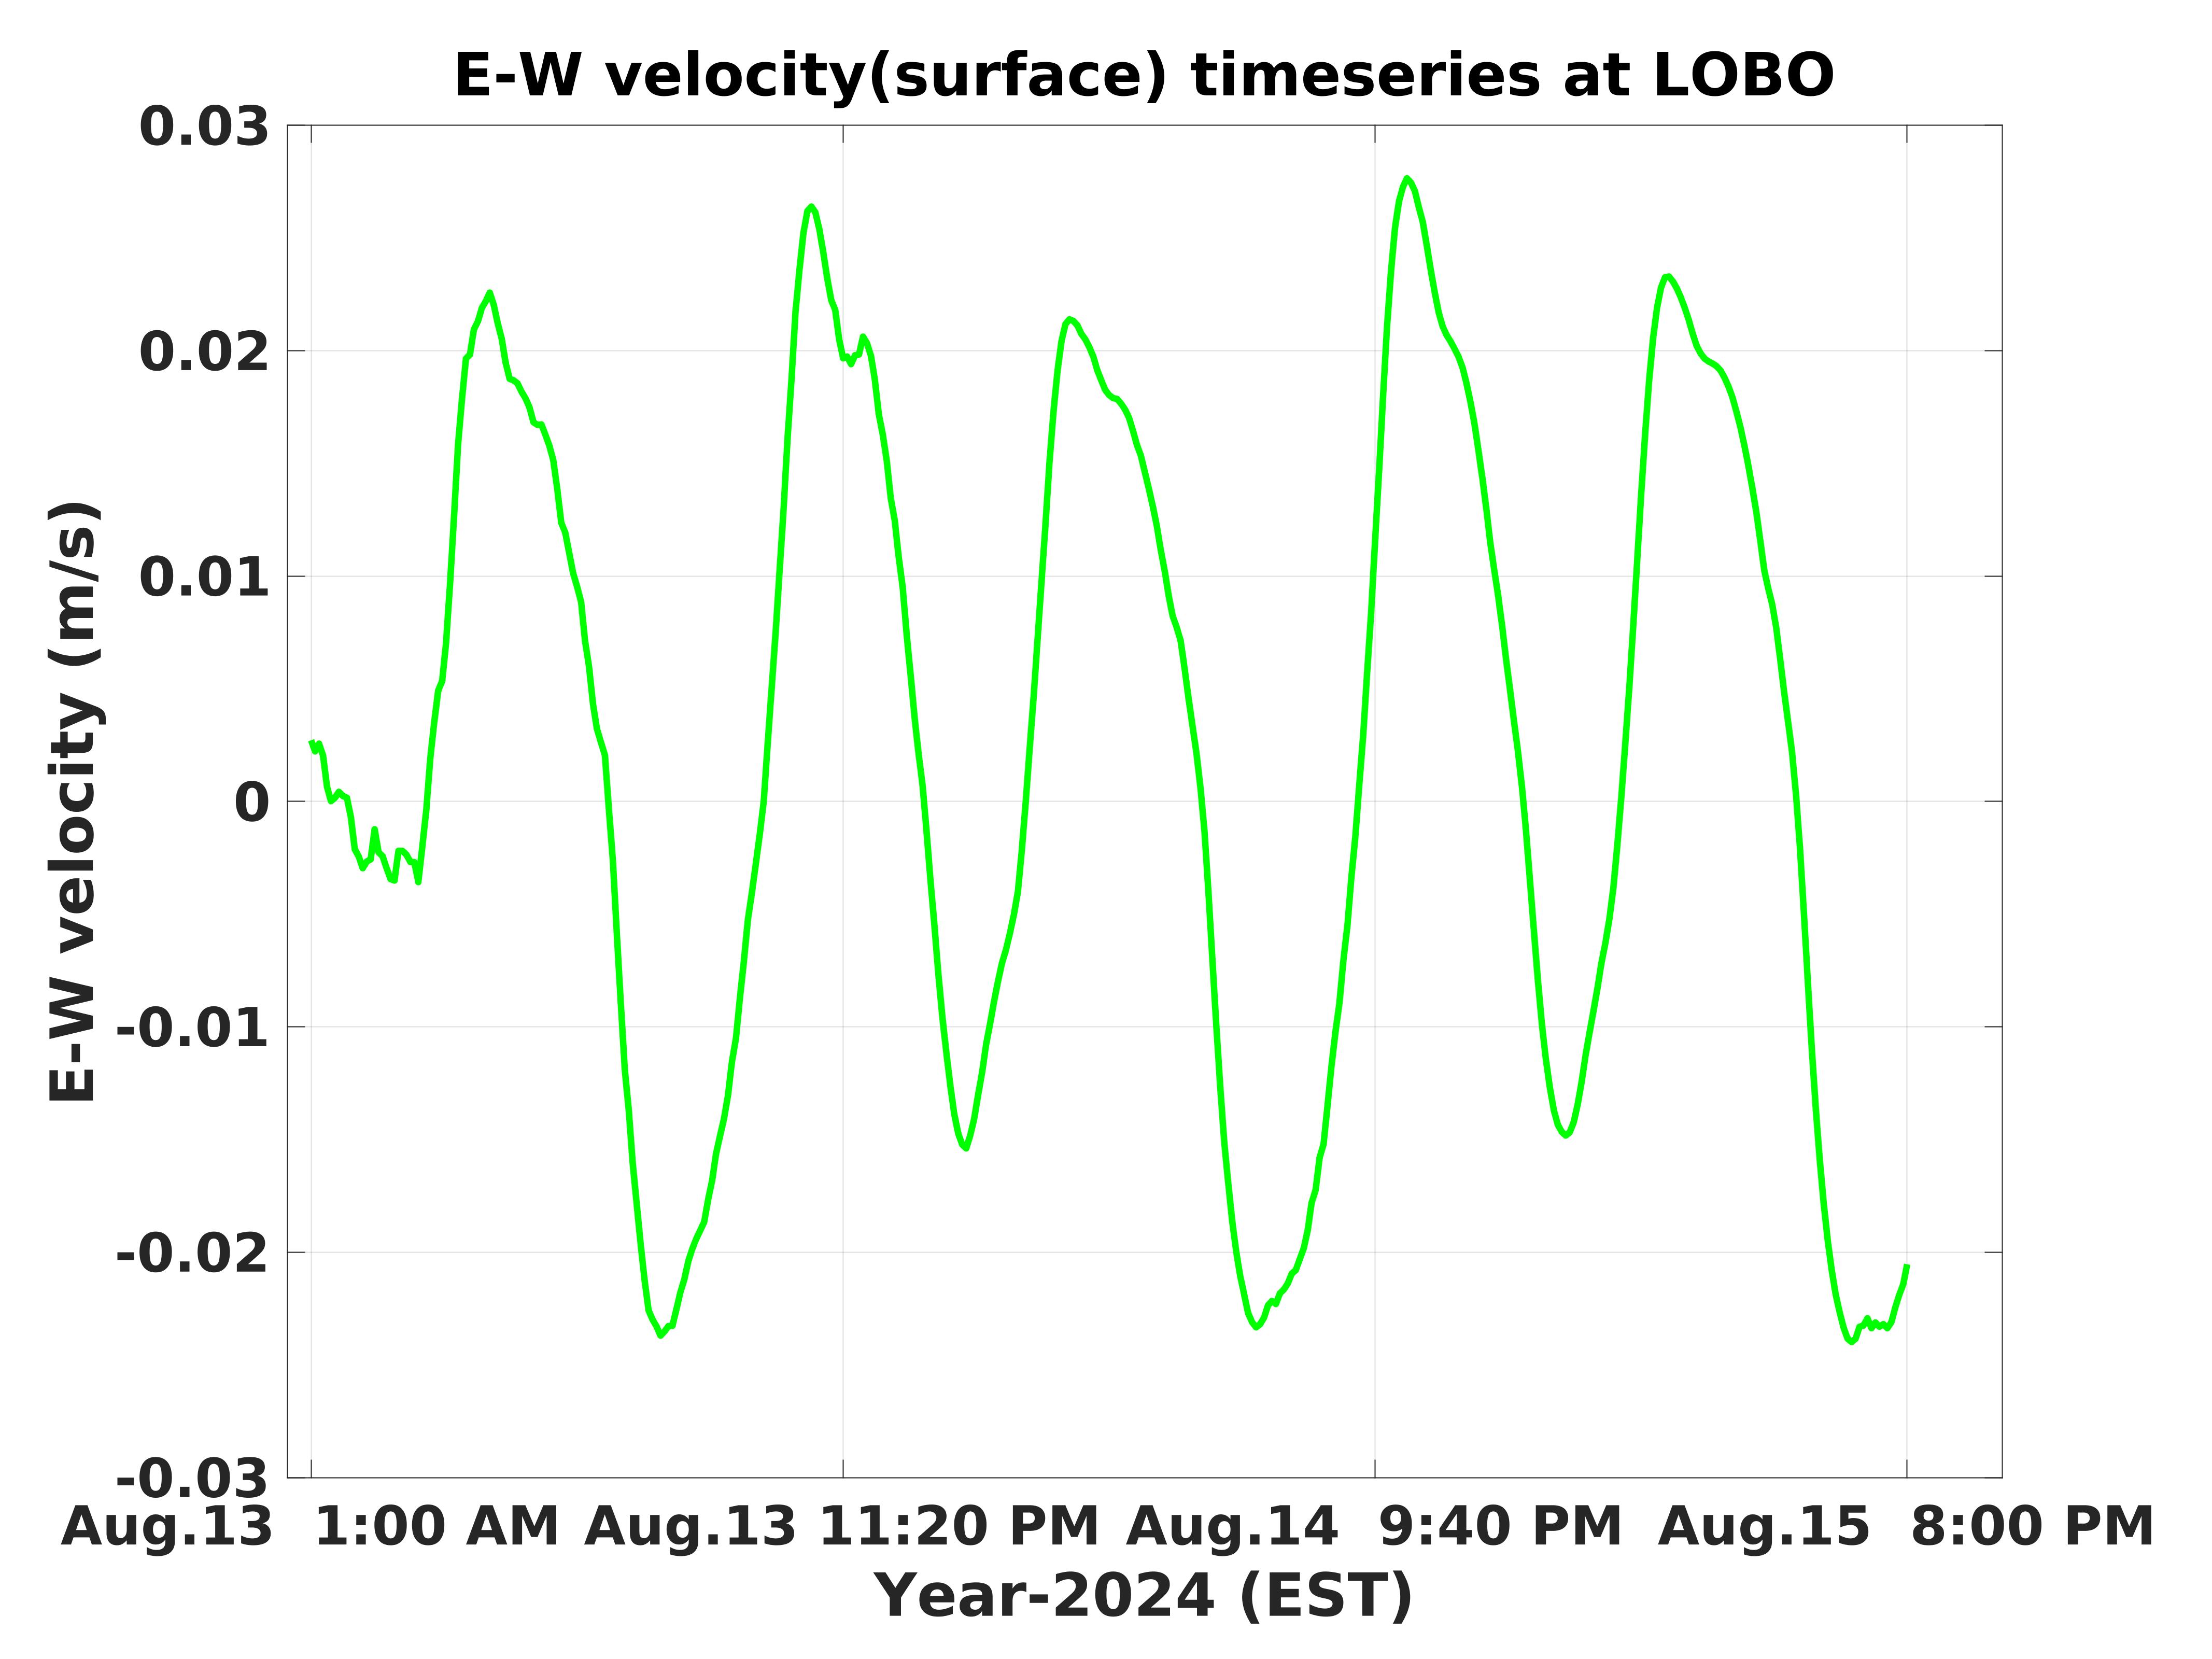 E-W velocity(surface) timeseries at LOBO
E-W velocity (m/s)
0.03
0.02
0.01
0
-0.01
-0.02
-0.03
Aug.13 1:00 AM Aug.13 11:20 PM Aug.14 9:40 PM Aug.15 8:00 PM
Year-2024 (EST)